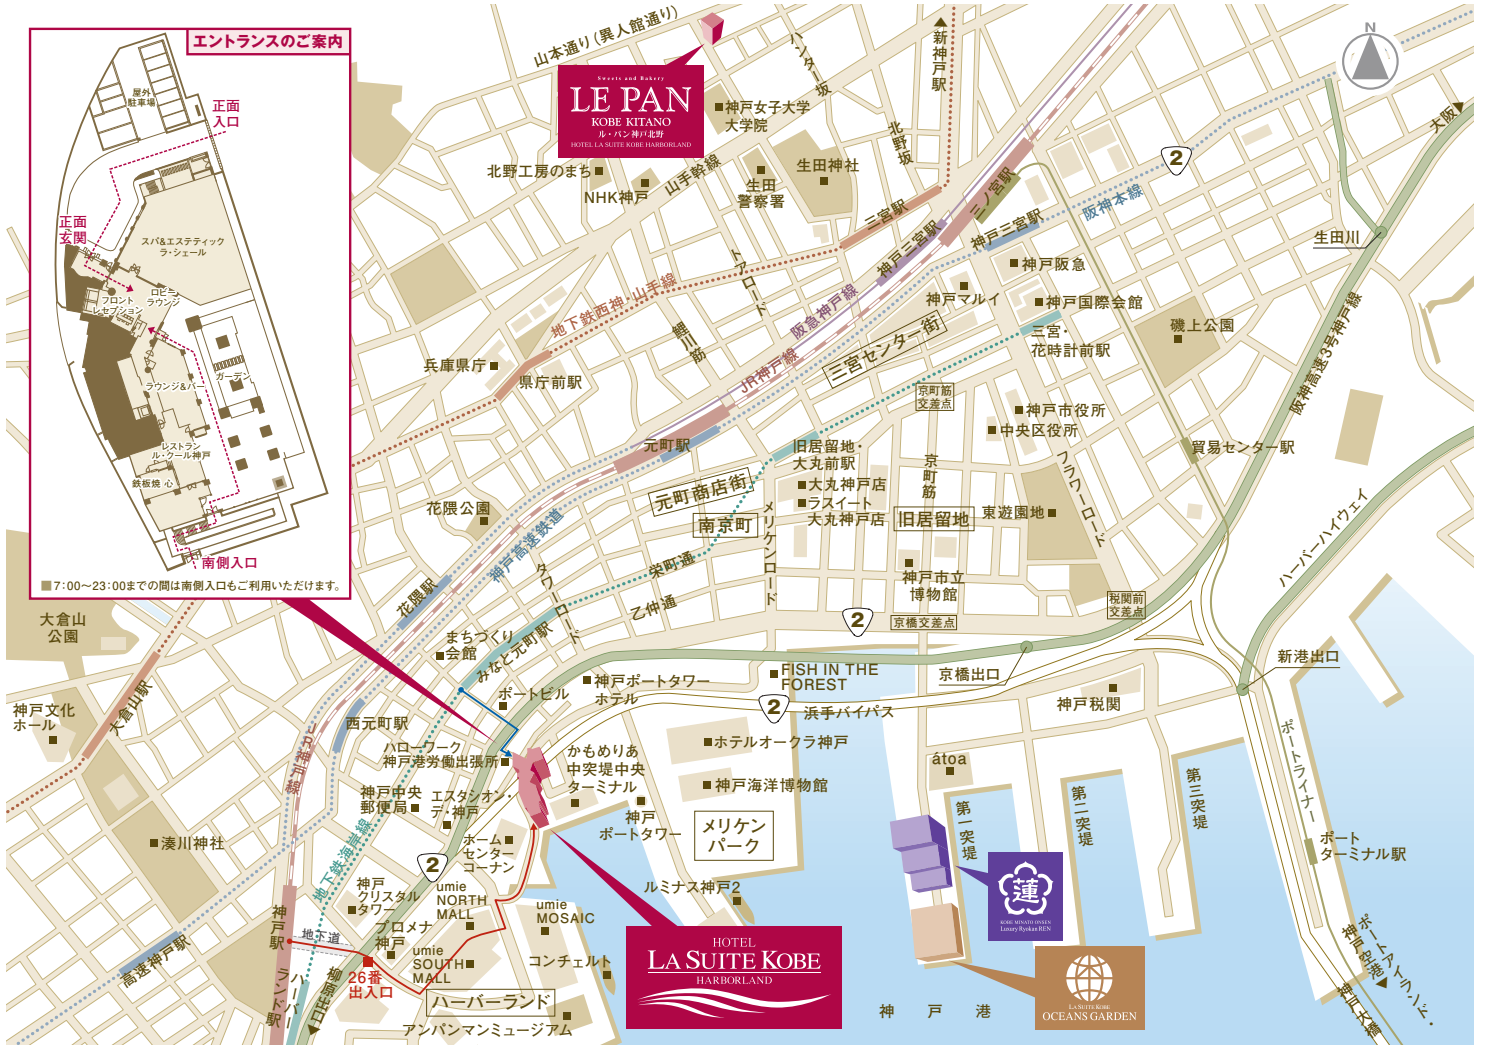 エントランスのご案内
屋外
駐車場
正面
入口
正面
玄関
スパ&エステティック
ラ・シェール
ロビー
ラウンジ
フロント
レセプション
ラウンジ&バー
ガーデン
レストラン
ル・クール神戸
鉄板焼 心
南側入口
■7:00〜23:00までの間は南側入口もご利用いただけます。
山本通り(異人館通り)
ハンター坂
新神戸駅
N
Sweets and Bakery
LE PAN
KOBE KITANO
ル・パン神戸北野
HOTEL LA SUITE KOBE HARBORLAND
神戸女子大学
大学院
北野坂
大阪
2
北野工房のまち
NHK神戸
山手幹線
生田
警察署
生田神社
三宮駅
三ノ宮駅
神戸三宮駅
神戸三宮駅
阪神本線
生田川
トアロード
神戸阪急
神戸マルイ
神戸国際会館
三宮・
花時計前駅
磯上公園
地下鉄西神・山手線
阪急神戸線
三宮センター街
鯉川筋
JR神戸線
阪神高速3号神戸線
兵庫県庁
県庁前駅
京町筋
交差点
神戸市役所
中央区役所
貿易センター駅
元町駅
旧居留地・
大丸前駅
大丸神戸店
ラスイート
大丸神戸店
京町筋
フラワーロード
元町商店街
南京町
メリケンロード
旧居留地
東遊園地
花隈公園
神戸高速鉄道
ハーバーハイウェイ
栄町通
タワーロード
神戸市立
博物館
花隈駅
乙仲通
税関前
交差点
2
京橋交差点
大倉山
公園
まちづくり
会館
みなと元町駅
FISH IN THE
FOREST
京橋出口
新港出口
神戸ポートタワー
ホテル
ポートピル
2
浜手バイパス
神戸税関
大倉山駅
神戸文化
ホール
西元町駅
ハローワーク
神戸港労働出張所
かもめりあ
中突堤中央
ターミナル
ホテルオークラ神戸
神戸海洋博物館
átoa
ポートライナー
JR神戸線
神戸中央
郵便局
エスタシオン・
デ・神戸
神戸
ポートタワー
メリケン
パーク
第一突堤
第二突堤
第三突堤
湊川神社
地下鉄海岸線
2
ホーム
センター
コーナン
ポート
ターミナル駅
神戸
クリスタル
タワー
umie
NORTH
MALL
ルミナス神戸2
umie
MOSAIC
蓮
KOBE MINATO ONSEN
Luxury Ryokan REN
神戸駅
地下道
プロメナ
神戸
umie
SOUTH
MALL
高速神戸駅
26番
出入口
コンチェルト
HOTEL
LA SUITE KOBE
HARBORLAND
LA SUITE KOBE
OCEANS GARDEN
ポートアイランド・
神戸空港
神戸大橋
ハーバー
ランド駅
柳原出口
ハーバーランド
アンパンマンミュージアム
神戸港